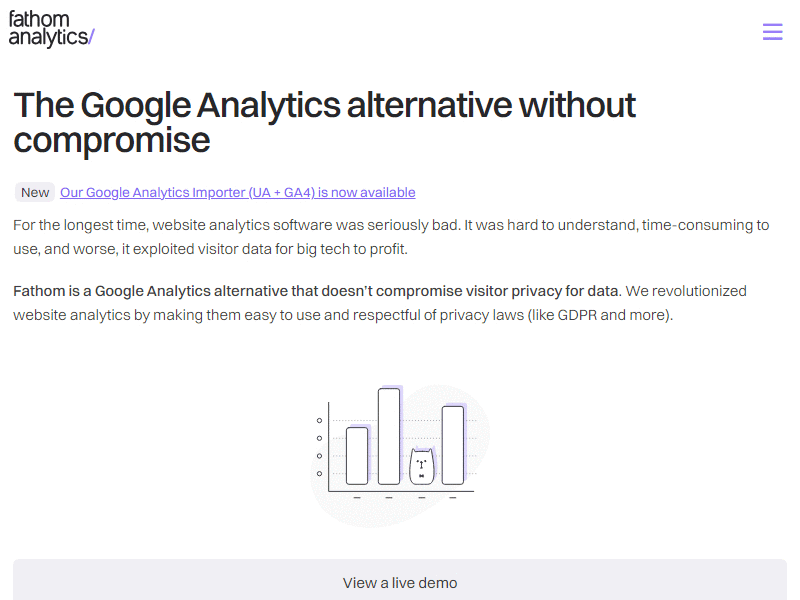 fathom
analytics/
The Google Analytics alternative without
compromise
New Our Google Analytics Importer (UA + GA4) is now available
For the longest time, website analytics software was seriously bad. It was hard to understand, time-consuming to
use, and worse, it exploited visitor data for big tech to profit.
Fathom is a Google Analytics alternative that doesn't compromise visitor privacy for data. We revolutionized
website analytics by making them easy to use and respectful of privacy laws (like GDPR and more).
View a live demo